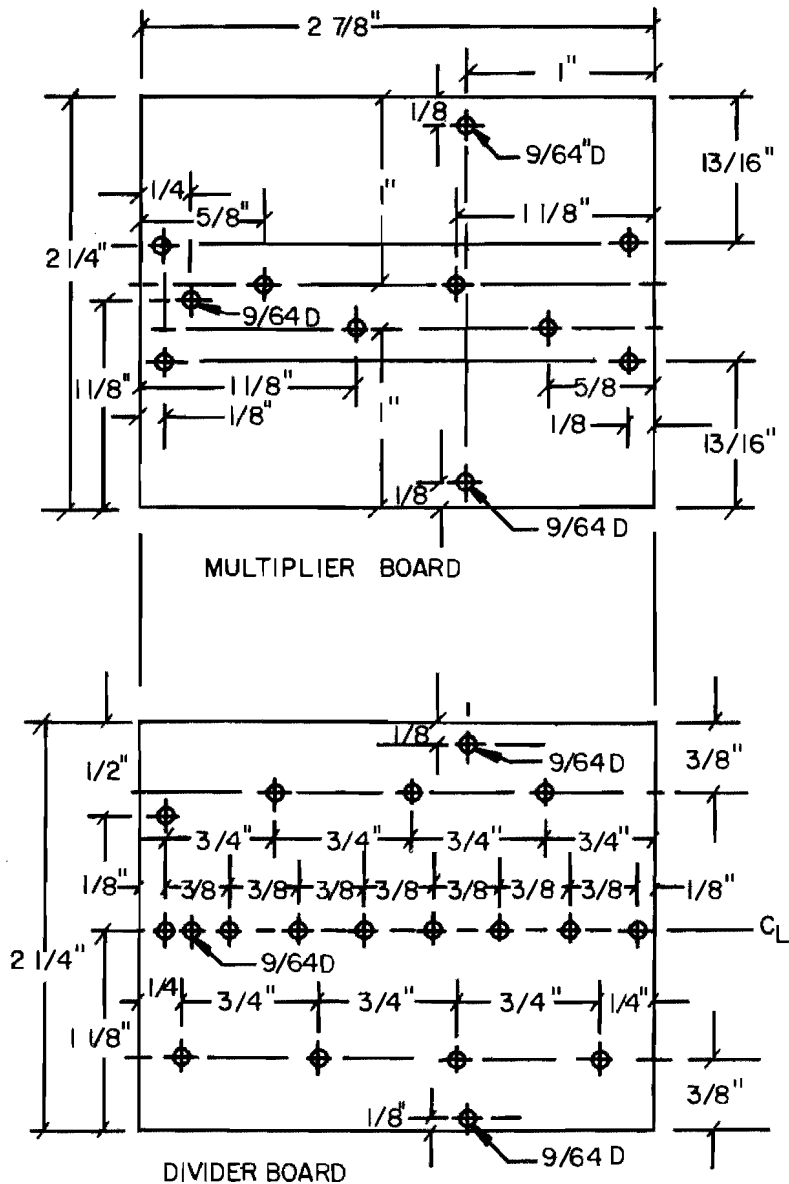 2 7/8"
1"
1/8
9/64"D
13/16"
1/4
1"
5/8"
1 1/8"
2 1/4"
9/64 D
1 1/8"
1 1/8"
1"
5/8
1/8"
1/8
13/16"
1/8"
9/64 D
MULTIPLIER BOARD
1/8
3/8"
9/64 D
1/2"
3/4" 3/4" 3/4" 3/4"
1/8" 3/8 3/8 3/8 3/8 3/8 3/8 3/8 1/8"
CL
2 1/4"
9/64 D
1/4 3/4" 3/4" 3/4" 1/4"
1 1/8"
3/8"
1/8"
9/64 D
DIVIDER BOARD